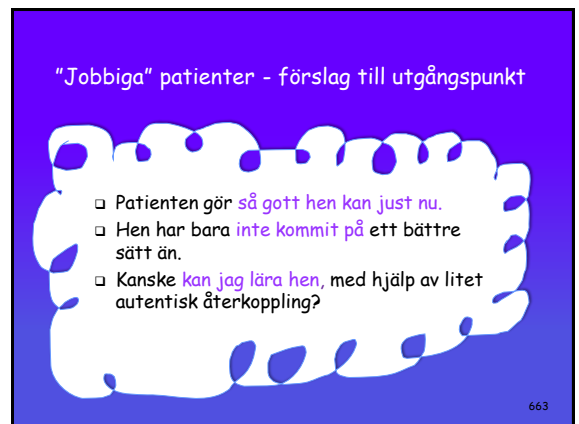 "Jobbiga" patienter - förslag till utgångspunkt
❑ Patienten gör så gott hen kan just nu.
❑ Hen har bara inte kommit på ett bättre
sätt än.
❑ Kanske kan jag lära hen, med hjälp av litet
autentisk återkoppling?
663